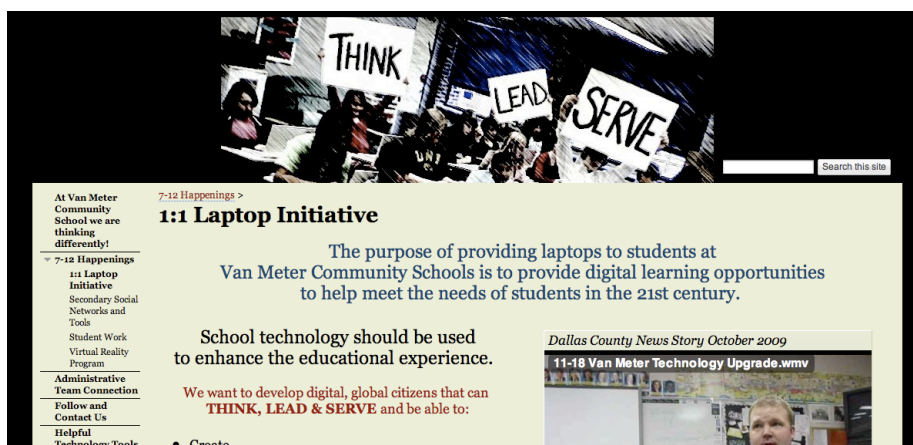 THINK
LEAD
SERVE
UNI
Search this site
At Van Meter
Community
School we are
thinking
differently!
7-12 Happenings
1:1 Laptop
Initiative
Secondary Social
Networks and
Tools
Student Work
Virtual Reality
Program
Administrative
Team Connection
Follow and
Contact Us
Helpful
Technology Tools
7-12 Happenings >
1:1 Laptop Initiative
The purpose of providing laptops to students at
Van Meter Community Schools is to provide digital learning opportunities
to help meet the needs of students in the 21st century.
School technology should be used
to enhance the educational experience.
We want to develop digital, global citizens that can
THINK, LEAD & SERVE and be able to:
• Create
Dallas County News Story October 2009
11-18 Van Meter Technology Upgrade.wmv